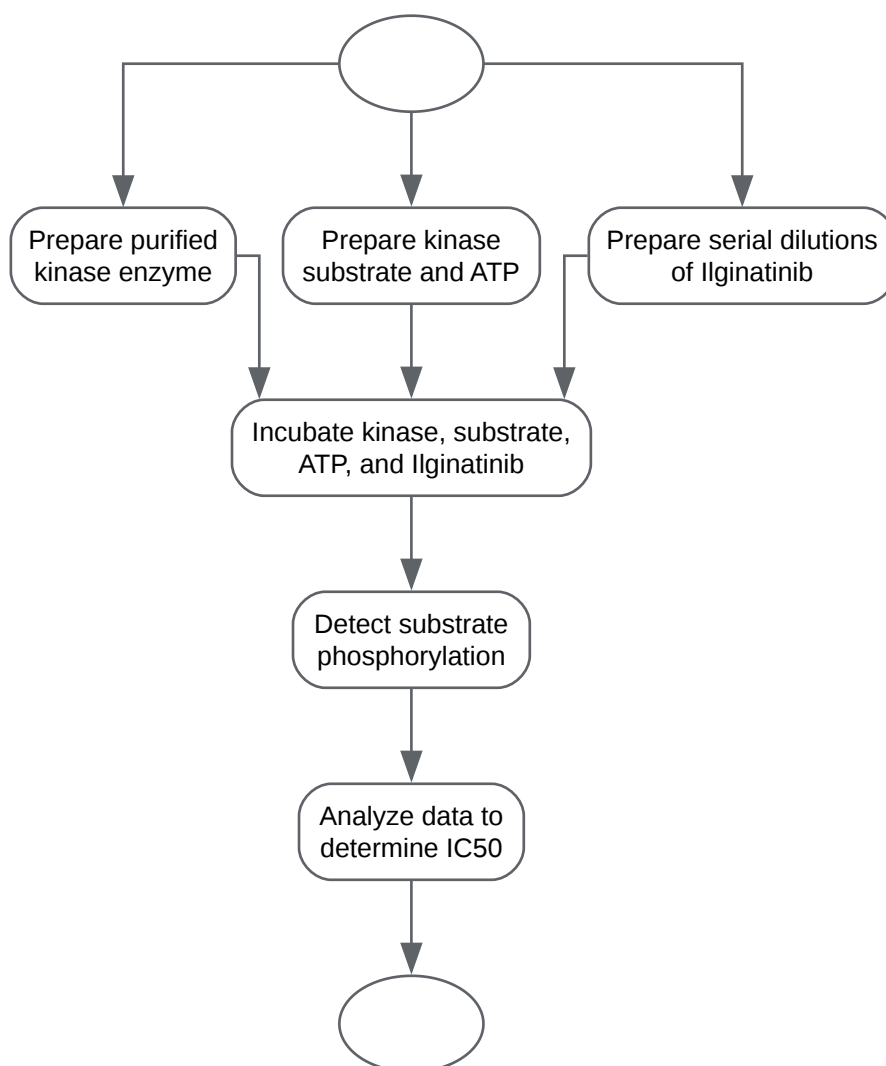 Prepare purified
kinase enzyme
Prepare kinase
substrate and ATP
Prepare serial dilutions
of Ilginatinib
Incubate kinase, substrate,
ATP, and Ilginatinib
Detect substrate
phosphorylation
Analyze data to
determine IC50